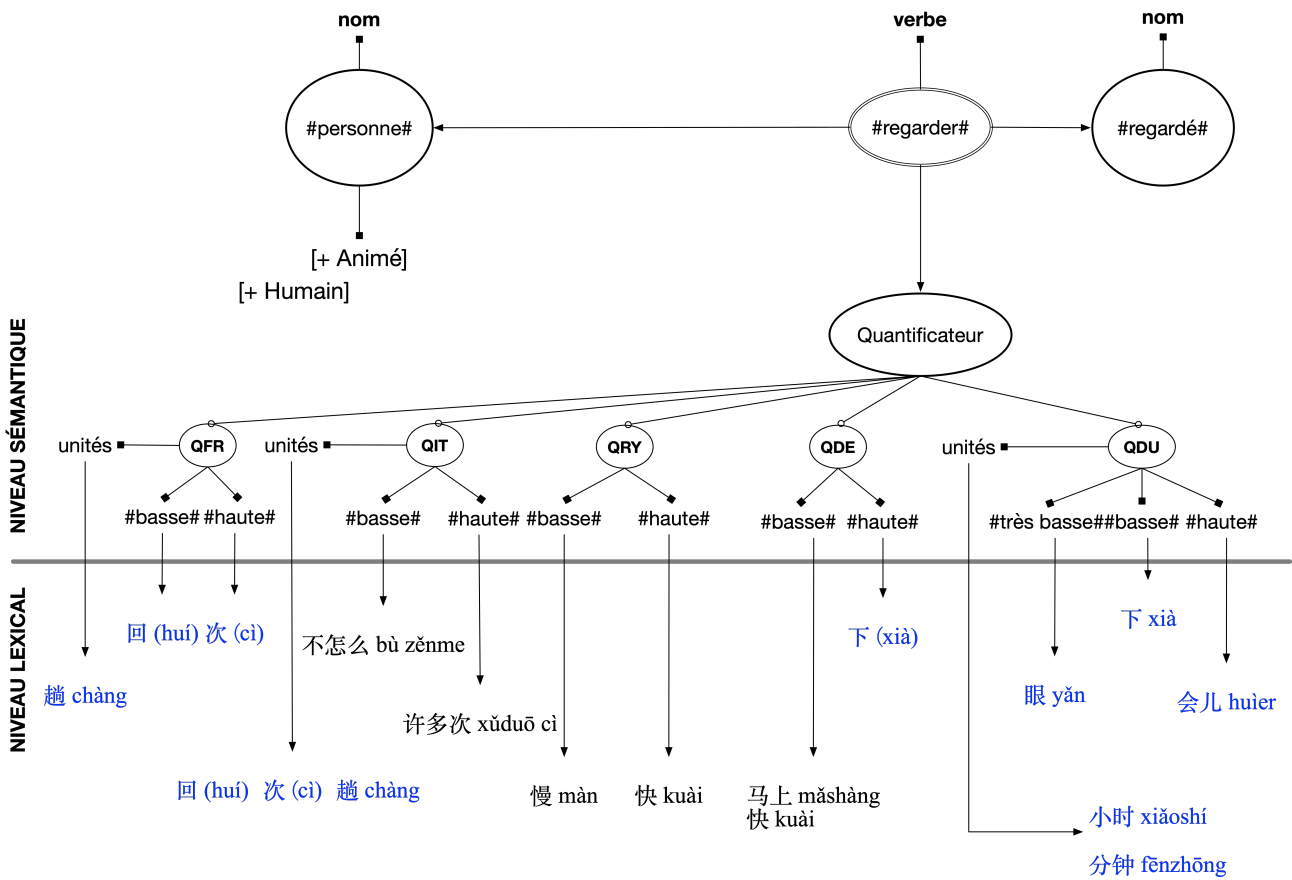 nom
verbe
nom
#personne#
#regarder#
#regardé#
[+ Animé]
[+ Humain]
Quantificateur
NIVEAU SÉMANTIQUE
unités
QFR
unités
QIT
QRY
QDE
unités
QDU
#basse#
#haute#
#basse#
#haute#
#basse#
#haute#
#basse#
#haute#
#très basse#
#basse#
#haute#
NIVEAU LEXICAL
回 (huí)
次 (cì)
不怎么 bù zěnme
下 (xià)
下 xià
趟 chàng
许多次 xǔduō cì
眼 yǎn
会儿 huìer
回 (huí)
次 (cì)
趟 chàng
慢 màn
快 kuài
马上 mǎshàng
快 kuài
小时 xiǎoshí
分钟 fēnzhōng